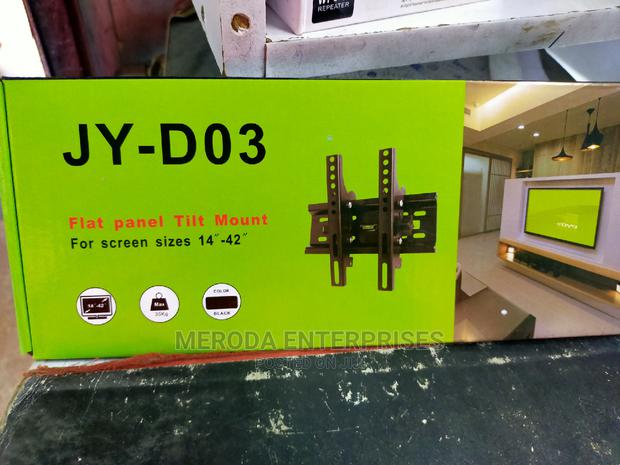 REPEATER
JY-D03
Flat panel Tilt Mount
For screen sizes 14"-42"
14"-42"
Max
35Kg
COLOR
BLACK
MERODA ENTERPRISES